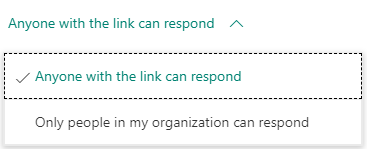 Anyone with the link can respond
Anyone with the link can respond
Only people in my organization can respond